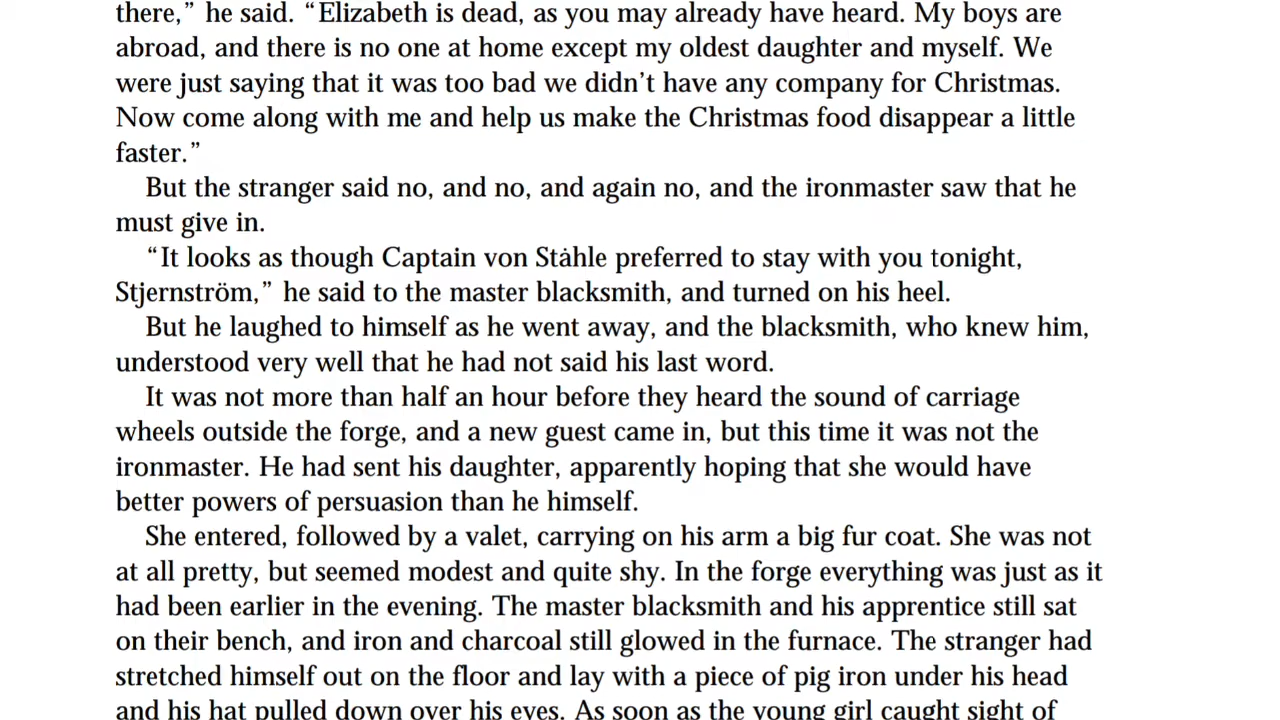 there,” he said. “Elizabeth is dead, as you may already have heard. My boys are
abroad, and there is no one at home except my oldest daughter and myself. We
were just saying that it was too bad we didn’t have any company for Christmas.
Now come along with me and help us make the Christmas food disappear a little
faster.”
But the stranger said no, and no, and again no, and the ironmaster saw that he
must give in.
“It looks as though Captain von Ståhle preferred to stay with you tonight,
Stjernström,” he said to the master blacksmith, and turned on his heel.
But he laughed to himself as he went away, and the blacksmith, who knew him,
understood very well that he had not said his last word.
It was not more than half an hour before they heard the sound of carriage
wheels outside the forge, and a new guest came in, but this time it was not the
ironmaster. He had sent his daughter, apparently hoping that she would have
better powers of persuasion than he himself.
She entered, followed by a valet, carrying on his arm a big fur coat. She was not
at all pretty, but seemed modest and quite shy. In the forge everything was just as it
had been earlier in the evening. The master blacksmith and his apprentice still sat
on their bench, and iron and charcoal still glowed in the furnace. The stranger had
stretched himself out on the floor and lay with a piece of pig iron under his head
and his hat pulled down over his eyes. As soon as the young girl caught sight of